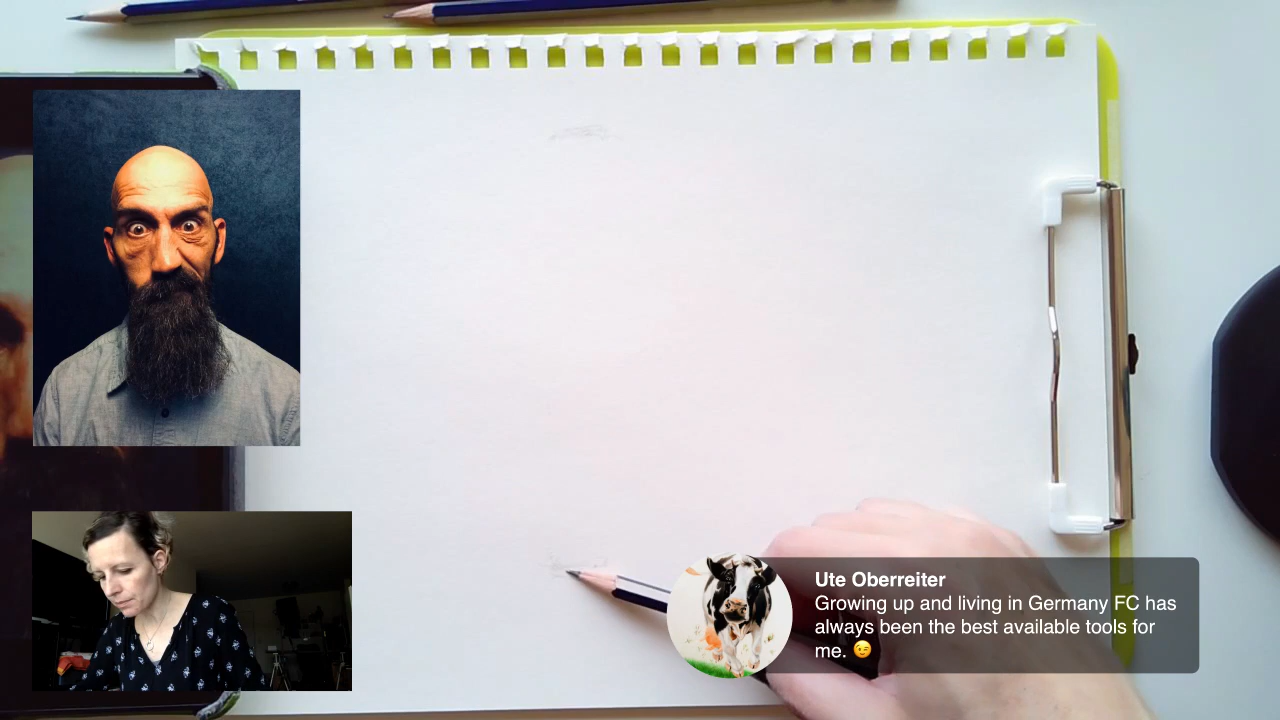 Ute Oberreiter
Growing up and living in Germany FC has
always been the best available tools for
me. 😉